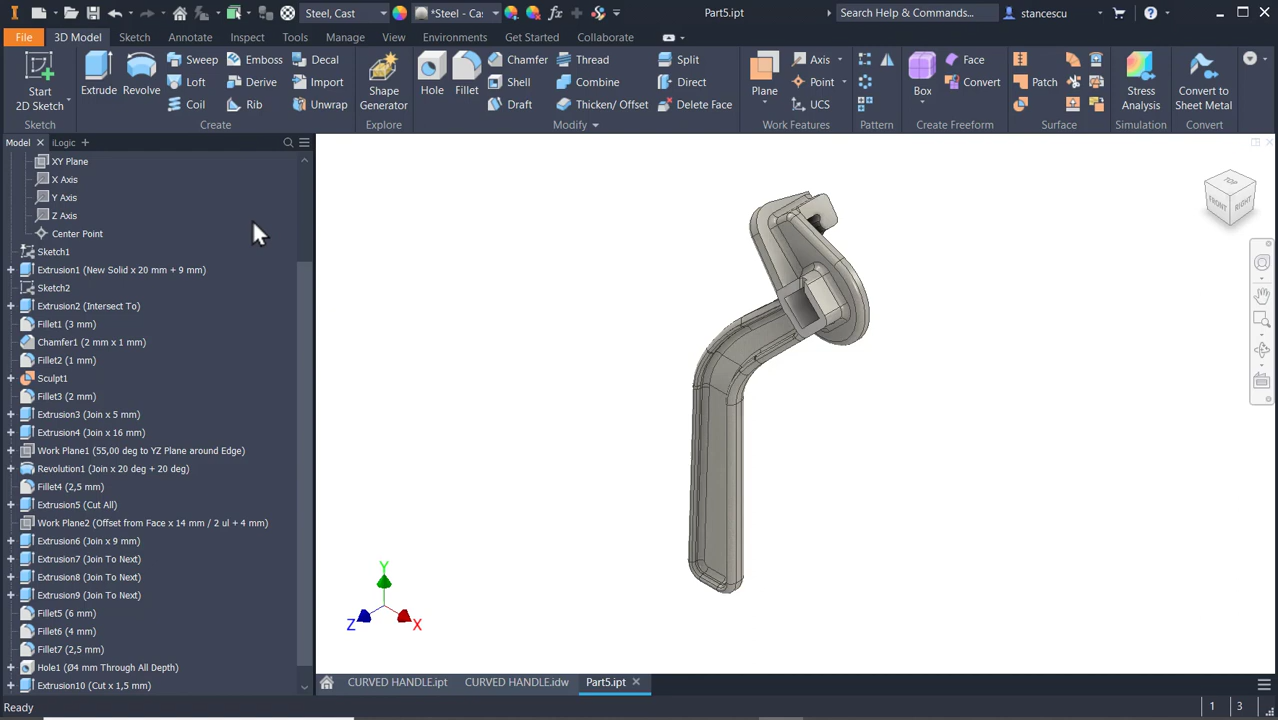 Steel, Cast
*Steel - Cas
Part5.ipt
Search Help & Commands...
stancescu
File
3D Model
Sketch
Annotate
Inspect
Tools
Manage
View
Environments
Get Started
Collaborate
Start
2D Sketch
Extrude
Revolve
Sweep
Loft
Coil
Emboss
Derive
Rib
Decal
Import
Unwrap
Shape
Generator
Hole
Fillet
Chamfer
Shell
Draft
Thread
Combine
Thicken/ Offset
Split
Direct
Delete Face
Plane
Axis
Point
UCS
Box
Face
Convert
Patch
Stress
Analysis
Convert to
Sheet Metal
Sketch
Create
Explore
Modify
Work Features
Pattern
Create Freeform
Surface
Simulation
Convert
Model
iLogic
XY Plane
X Axis
Y Axis
Z Axis
Center Point
Sketch1
Extrusion1 (New Solid x 20 mm + 9 mm)
Sketch2
Extrusion2 (Intersect To)
Fillet1 (3 mm)
Chamfer1 (2 mm x 1 mm)
Fillet2 (1 mm)
Sculpt1
Fillet3 (2 mm)
Extrusion3 (Join x 5 mm)
Extrusion4 (Join x 16 mm)
Work Plane1 (55,00 deg to YZ Plane around Edge)
Revolution1 (Join x 20 deg + 20 deg)
Fillet4 (2,5 mm)
Extrusion5 (Cut All)
Work Plane2 (Offset from Face x 14 mm / 2 ul + 4 mm)
Extrusion6 (Join x 9 mm)
Extrusion7 (Join To Next)
Extrusion8 (Join To Next)
Extrusion9 (Join To Next)
Fillet5 (6 mm)
Fillet6 (4 mm)
Fillet7 (2,5 mm)
Hole1 (Ø4 mm Through All Depth)
Extrusion10 (Cut x 1,5 mm)
TOP
FRONT
RIGHT
Y
Z
X
CURVED HANDLE.ipt
CURVED HANDLE.idw
Part5.ipt
Ready
1
3